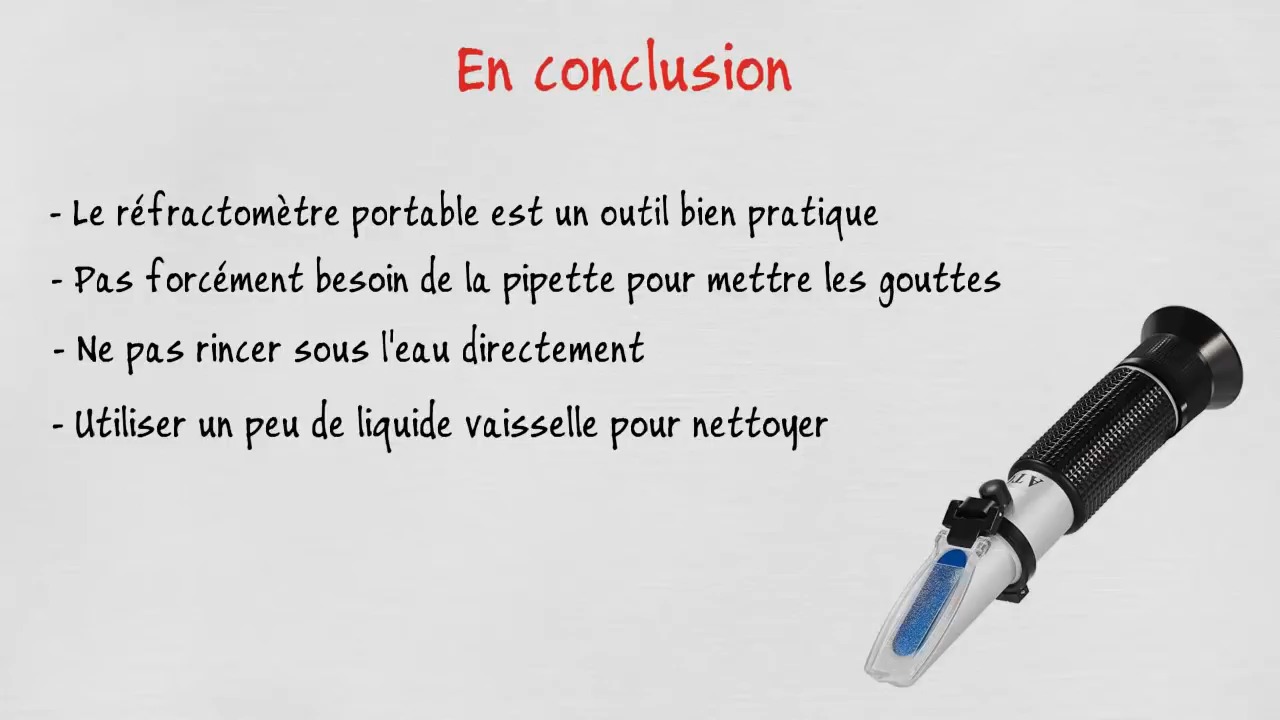 En conclusion
- Le réfractomètre portable est un outil bien pratique
- Pas forcément besoin de la pipette pour mettre les gouttes
- Ne pas rincer sous l'eau directement
- Utiliser un peu de liquide vaisselle pour nettoyer